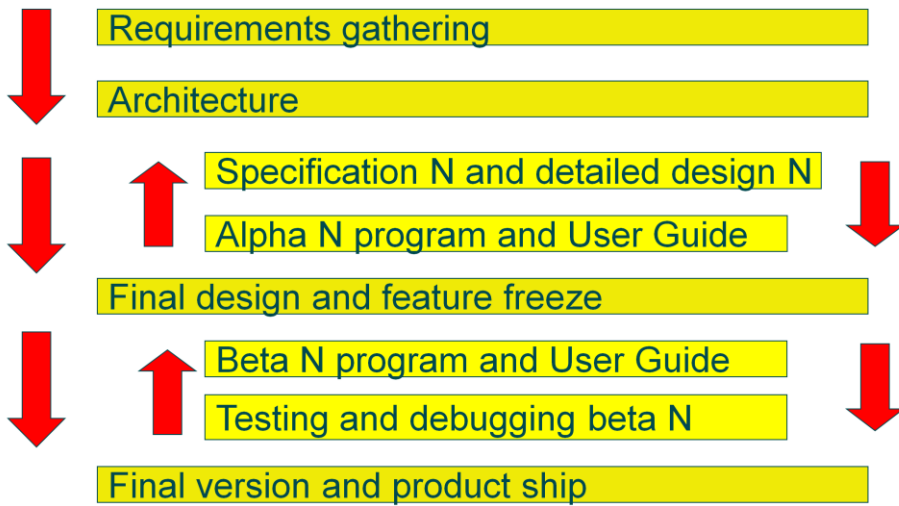 Requirements gathering
Architecture
Specification N and detailed design N
Alpha N program and User Guide
Final design and feature freeze
Beta N program and User Guide
Testing and debugging beta N
Final version and product ship